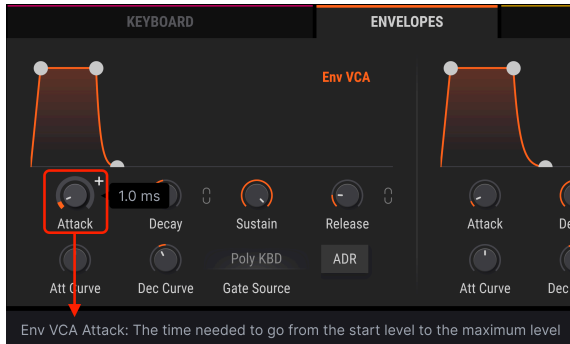 KEYBOARD ENVELOPES
Env VCA
+
1.0 ms
Attack Decay Sustain Release Attack De
Poly KBD ADR
Att Curve Dec Curve Gate Source Att Curve Dec
Env VCA Attack: The time needed to go from the start level to the maximum level